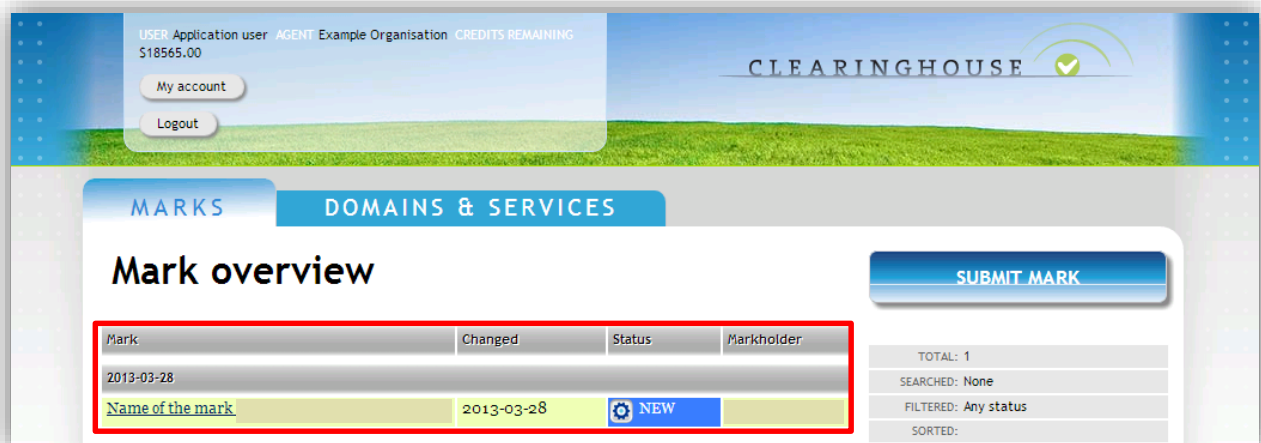 USER Application user AGENT Example Organisation CREDITS REMAINING
$18565.00
My account
Logout
CLEARINGHOUSE
MARKS DOMAINS & SERVICES
Mark overview
SUBMIT MARK
Mark Changed Status Markholder
2013-03-28
Name of the mark 2013-03-28 NEW
TOTAL: 1
SEARCHED: None
FILTERED: Any status
SORTED: